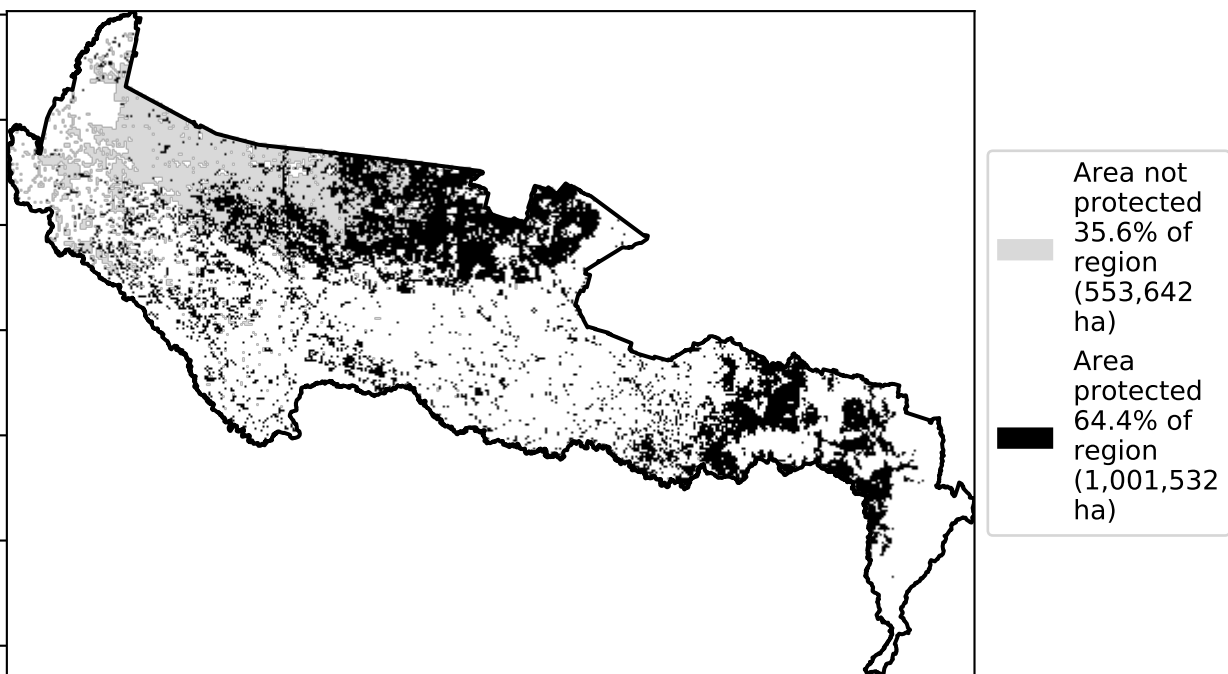 Area not
protected
35.6% of
region
(553,642
ha)
Area
protected
64.4% of
region
(1,001,532
ha)